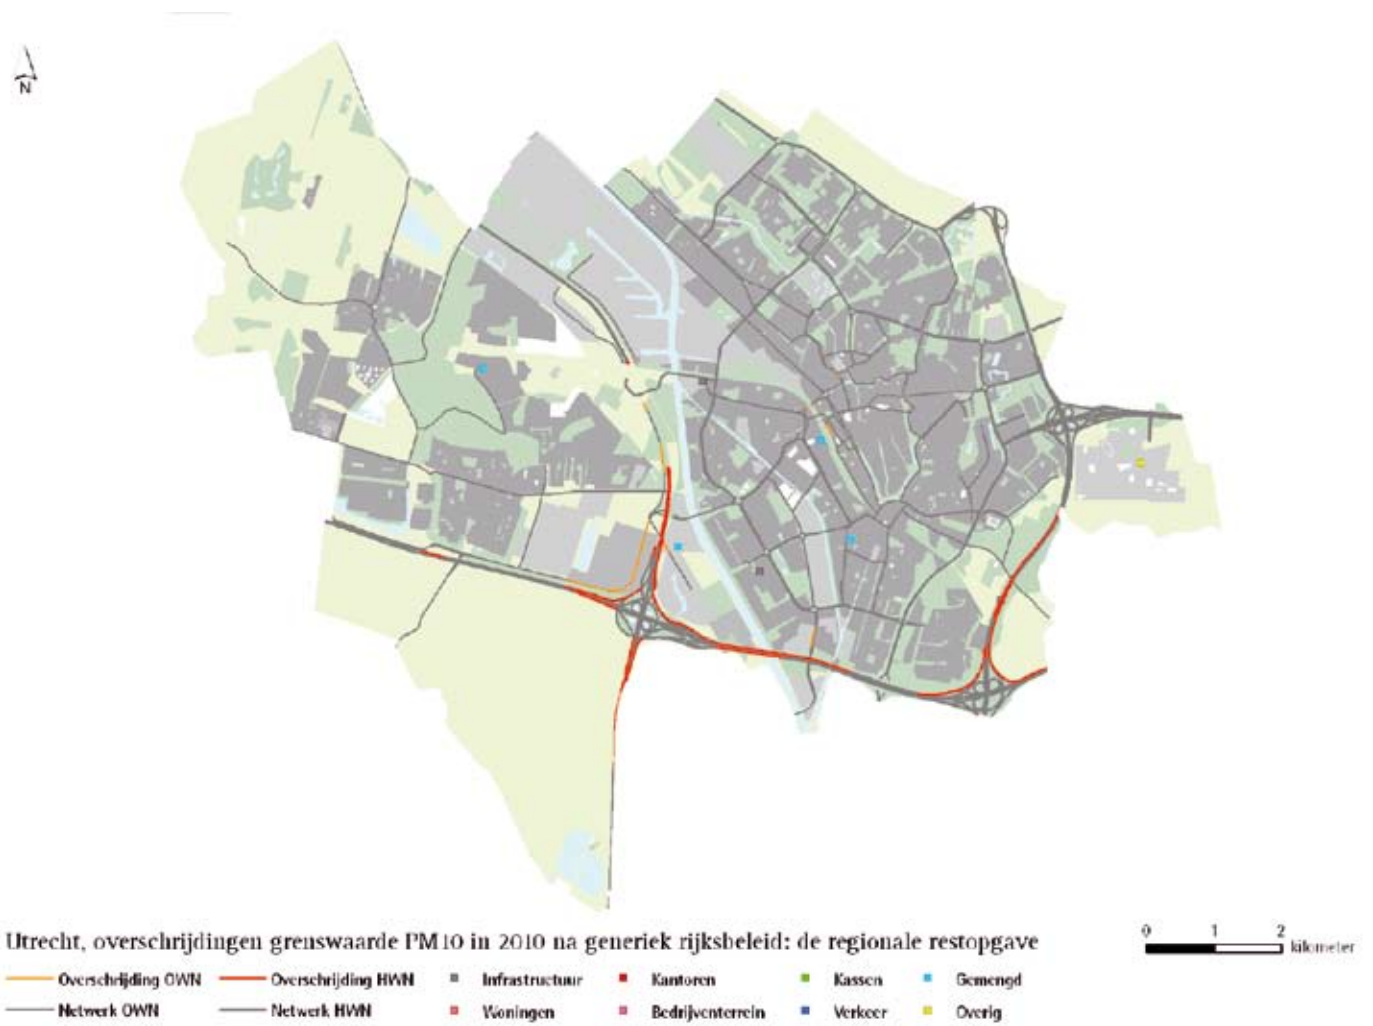 N
Utrecht, overschrijdingen grenswaarde PM10 in 2010 na generiek rijksbeleid: de regionale restopgave
0 1 2 kilometer
Overschrijding OWN Overschrijding HWN Infrastructuur Kantoren Kassen Gemengd
Netwerk OWN Netwerk HWN Woningen Bedrijventerrein Verkeer Overig